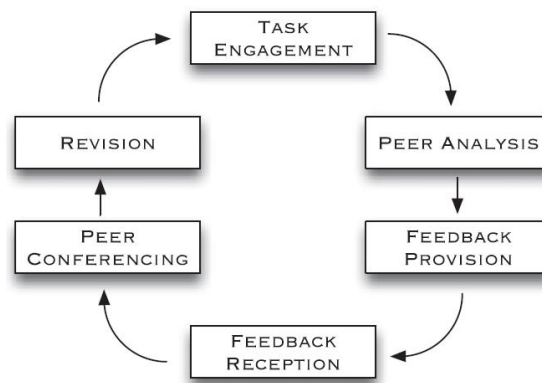 TASK
ENGAGEMENT
REVISION
PEER ANALYSIS
PEER
CONFERENCING
FEEDBACK
PROVISION
FEEDBACK
RECEPTION